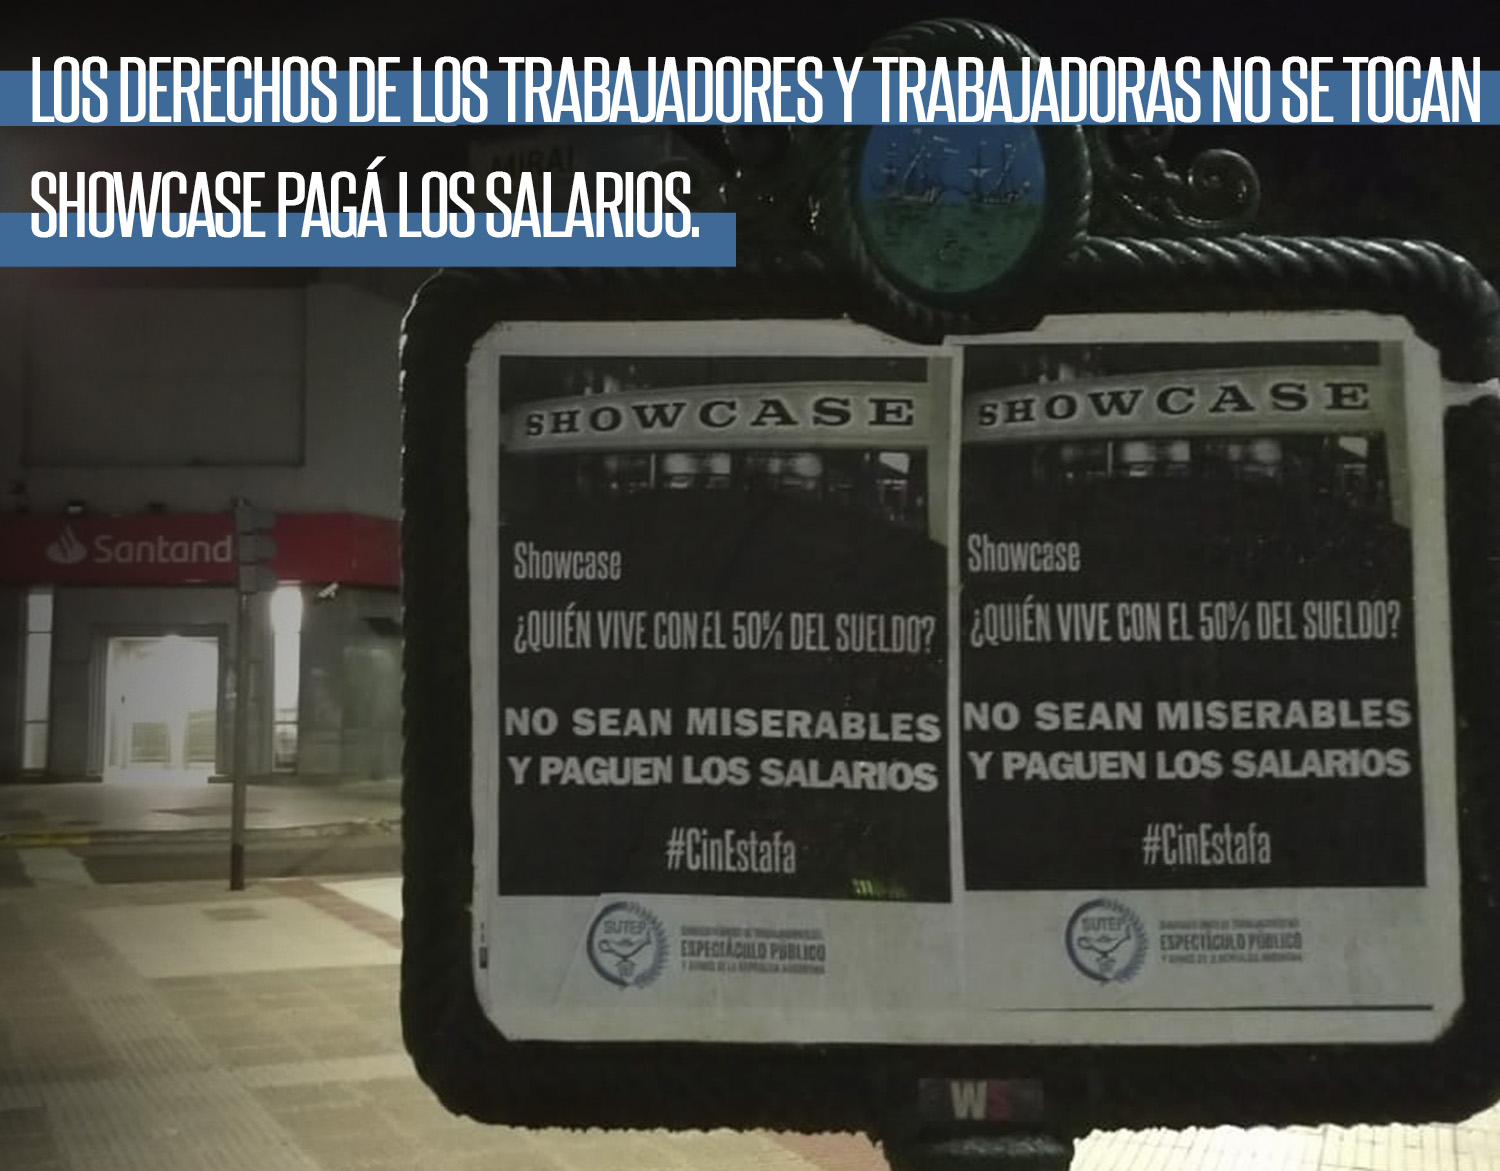 LOS DERECHOS DE LOS TRABAJADORES Y TRABAJADORAS NO SE TOCAN
SHOWCASE PAGÁ LOS SALARIOS.
Santand
SHOWCASE
Showcase
¿QUIÉN VIVE CON EL 50% DEL SUELDO?
NO SEAN MISERABLES
Y PAGUEN LOS SALARIOS
#CinEstafa
SUTEP
ESPECTÁCULO PÚBLICO
SHOWCASE
Showcase
¿QUIÉN VIVE CON EL 50% DEL SUELDO?
NO SEAN MISERABLES
Y PAGUEN LOS SALARIOS
#CinEstafa
SUTEP
ESPECTÁCULO PÚBLICO
WS